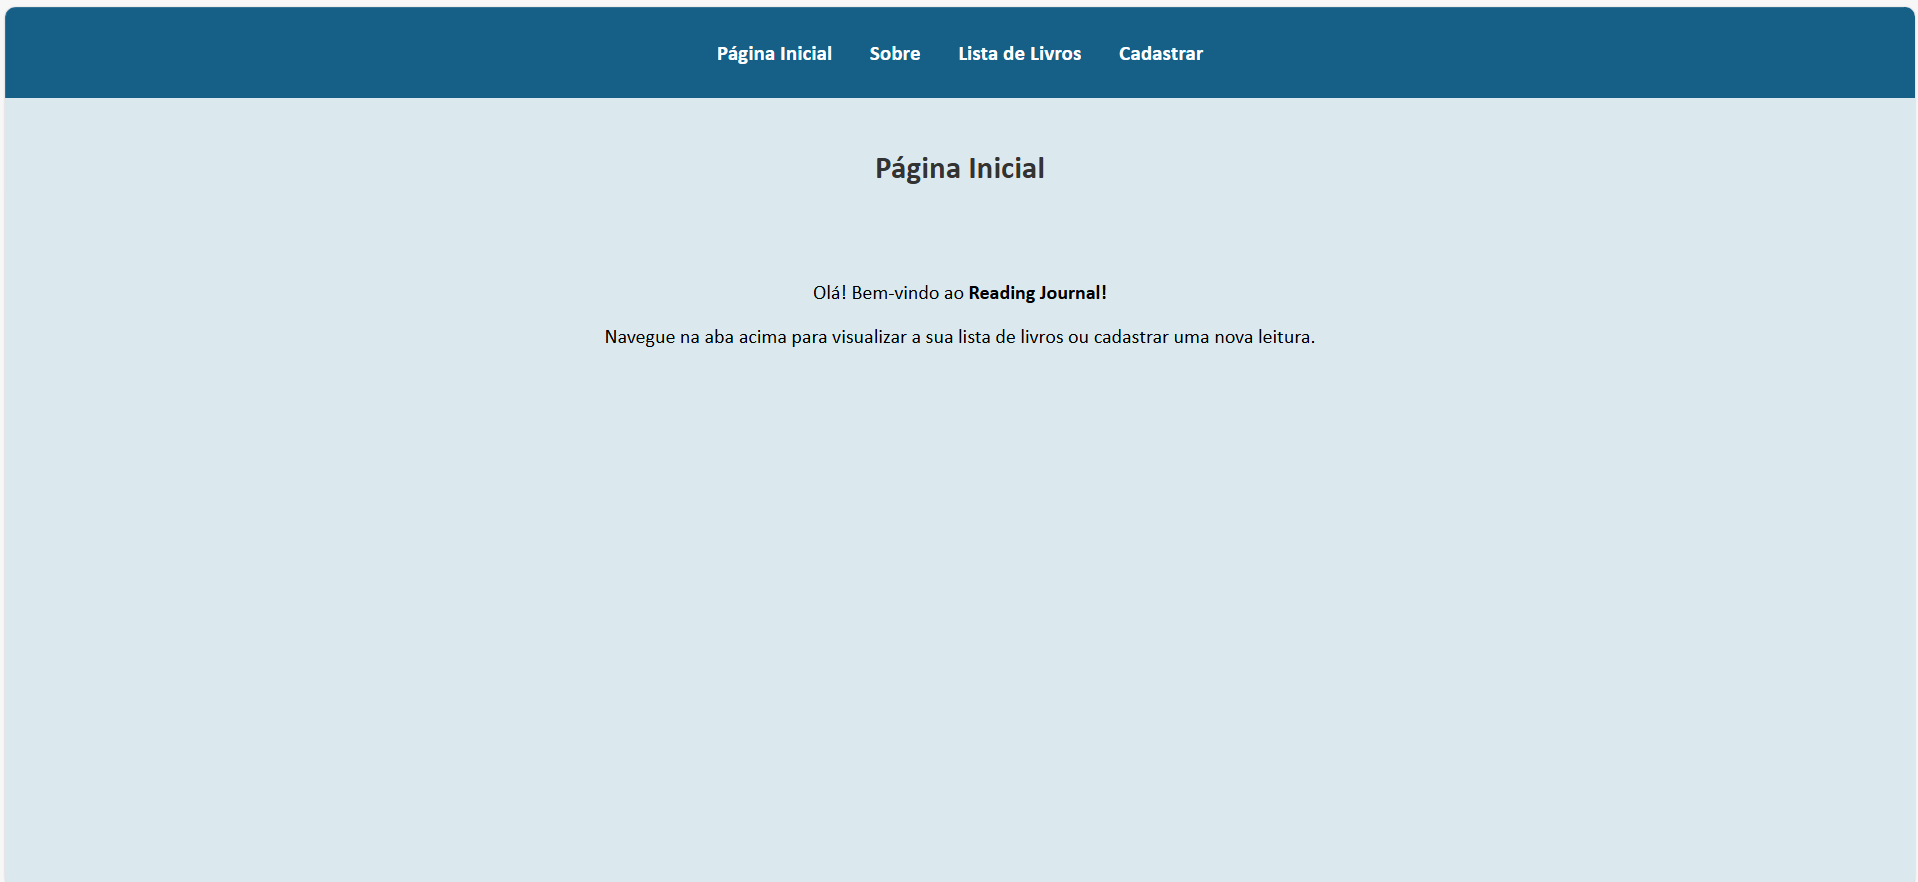 Página Inicial Sobre Lista de Livros Cadastrar
Página Inicial
Olá! Bem-vindo ao Reading Journal!
Navegue na aba acima para visualizar a sua lista de livros ou cadastrar uma nova leitura.